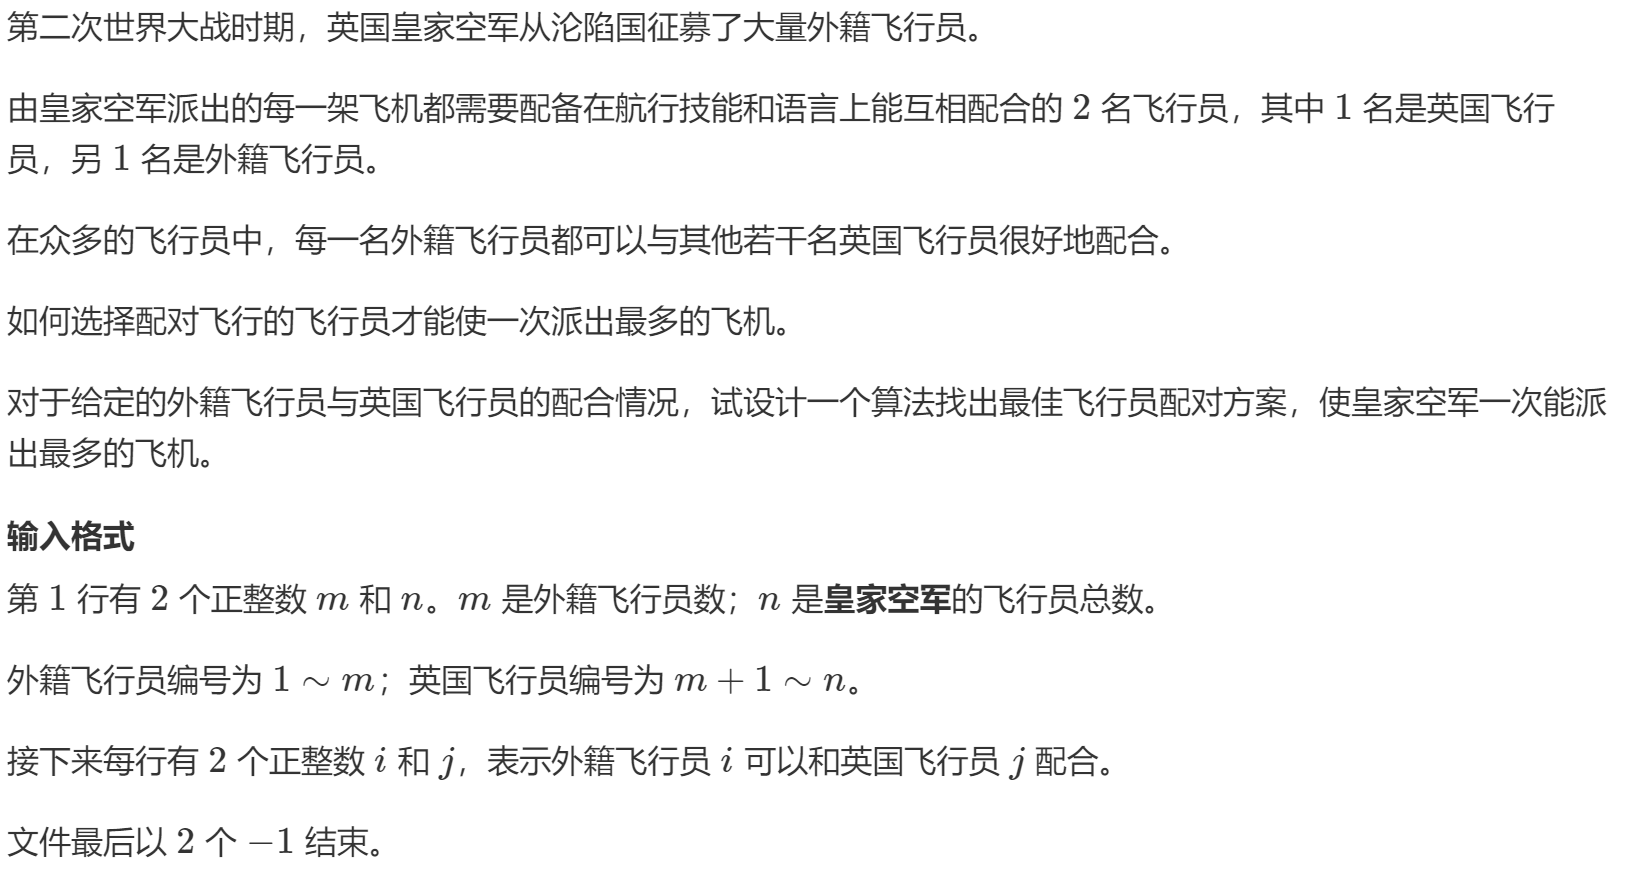 第二次世界大战时期，英国皇家空军从沦陷国征募了大量外籍飞行员。
由皇家空军派出的每一架飞机都需要配备在航行技能和语言上能互相配合的 2 名飞行员，其中 1 名是英国飞行
员，另 1 名是外籍飞行员。
在众多的飞行员中，每一名外籍飞行员都可以与其他若干名英国飞行员很好地配合。
如何选择配对飞行的飞行员才能使一次派出最多的飞机。
对于给定的外籍飞行员与英国飞行员的配合情况，试设计一个算法找出最佳飞行员配对方案，使皇家空军一次能派
出最多的飞机。
输入格式
第 1 行有 2 个正整数 m 和 n。m 是外籍飞行员数；n 是皇家空军的飞行员总数。
外籍飞行员编号为 1 ∼ m；英国飞行员编号为 m + 1 ∼ n。
接下来每行有 2 个正整数 i 和 j，表示外籍飞行员 i 可以和英国飞行员 j 配合。
文件最后以 2 个 −1 结束。